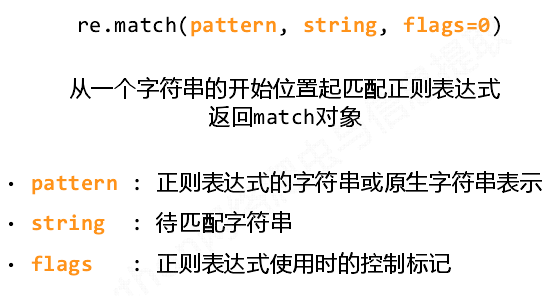 re.match(pattern, string, flags=0)
从一个字符串的开始位置起匹配正则表达式
返回match对象
· pattern : 正则表达式的字符串或原生字符串表示
· string : 待匹配字符串
· flags : 正则表达式使用时的控制标记